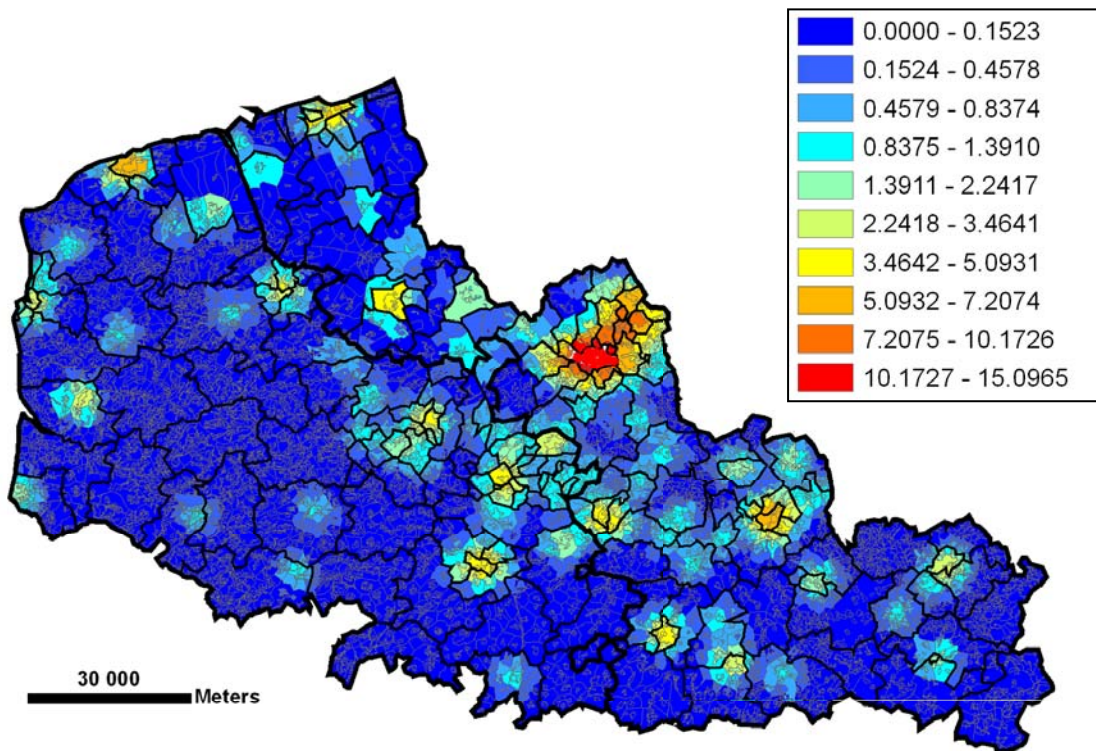 0.0000 - 0.1523
0.1524 - 0.4578
0.4579 - 0.8374
0.8375 - 1.3910
1.3911 - 2.2417
2.2418 - 3.4641
3.4642 - 5.0931
5.0932 - 7.2074
7.2075 - 10.1726
10.1727 - 15.0965
30 000
Meters